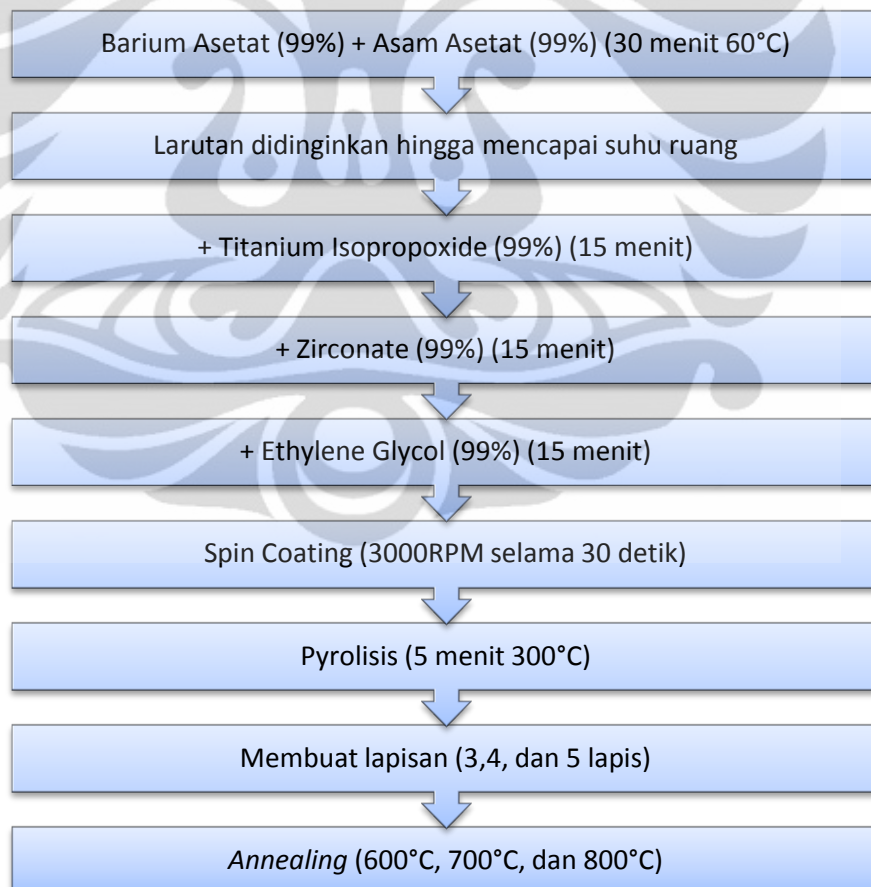 Barium Asetat (99%) + Asam Asetat (99%) (30 menit 60°C)
Larutan didinginkan hingga mencapai suhu ruang
+ Titanium Isopropoxide (99%) (15 menit)
+ Zirconate (99%) (15 menit)
+ Ethylene Glycol (99%) (15 menit)
Spin Coating (3000RPM selama 30 detik)
Pyrolisis (5 menit 300°C)
Membuat lapisan (3,4, dan 5 lapis)
Annealing (600°C, 700°C, dan 800°C)